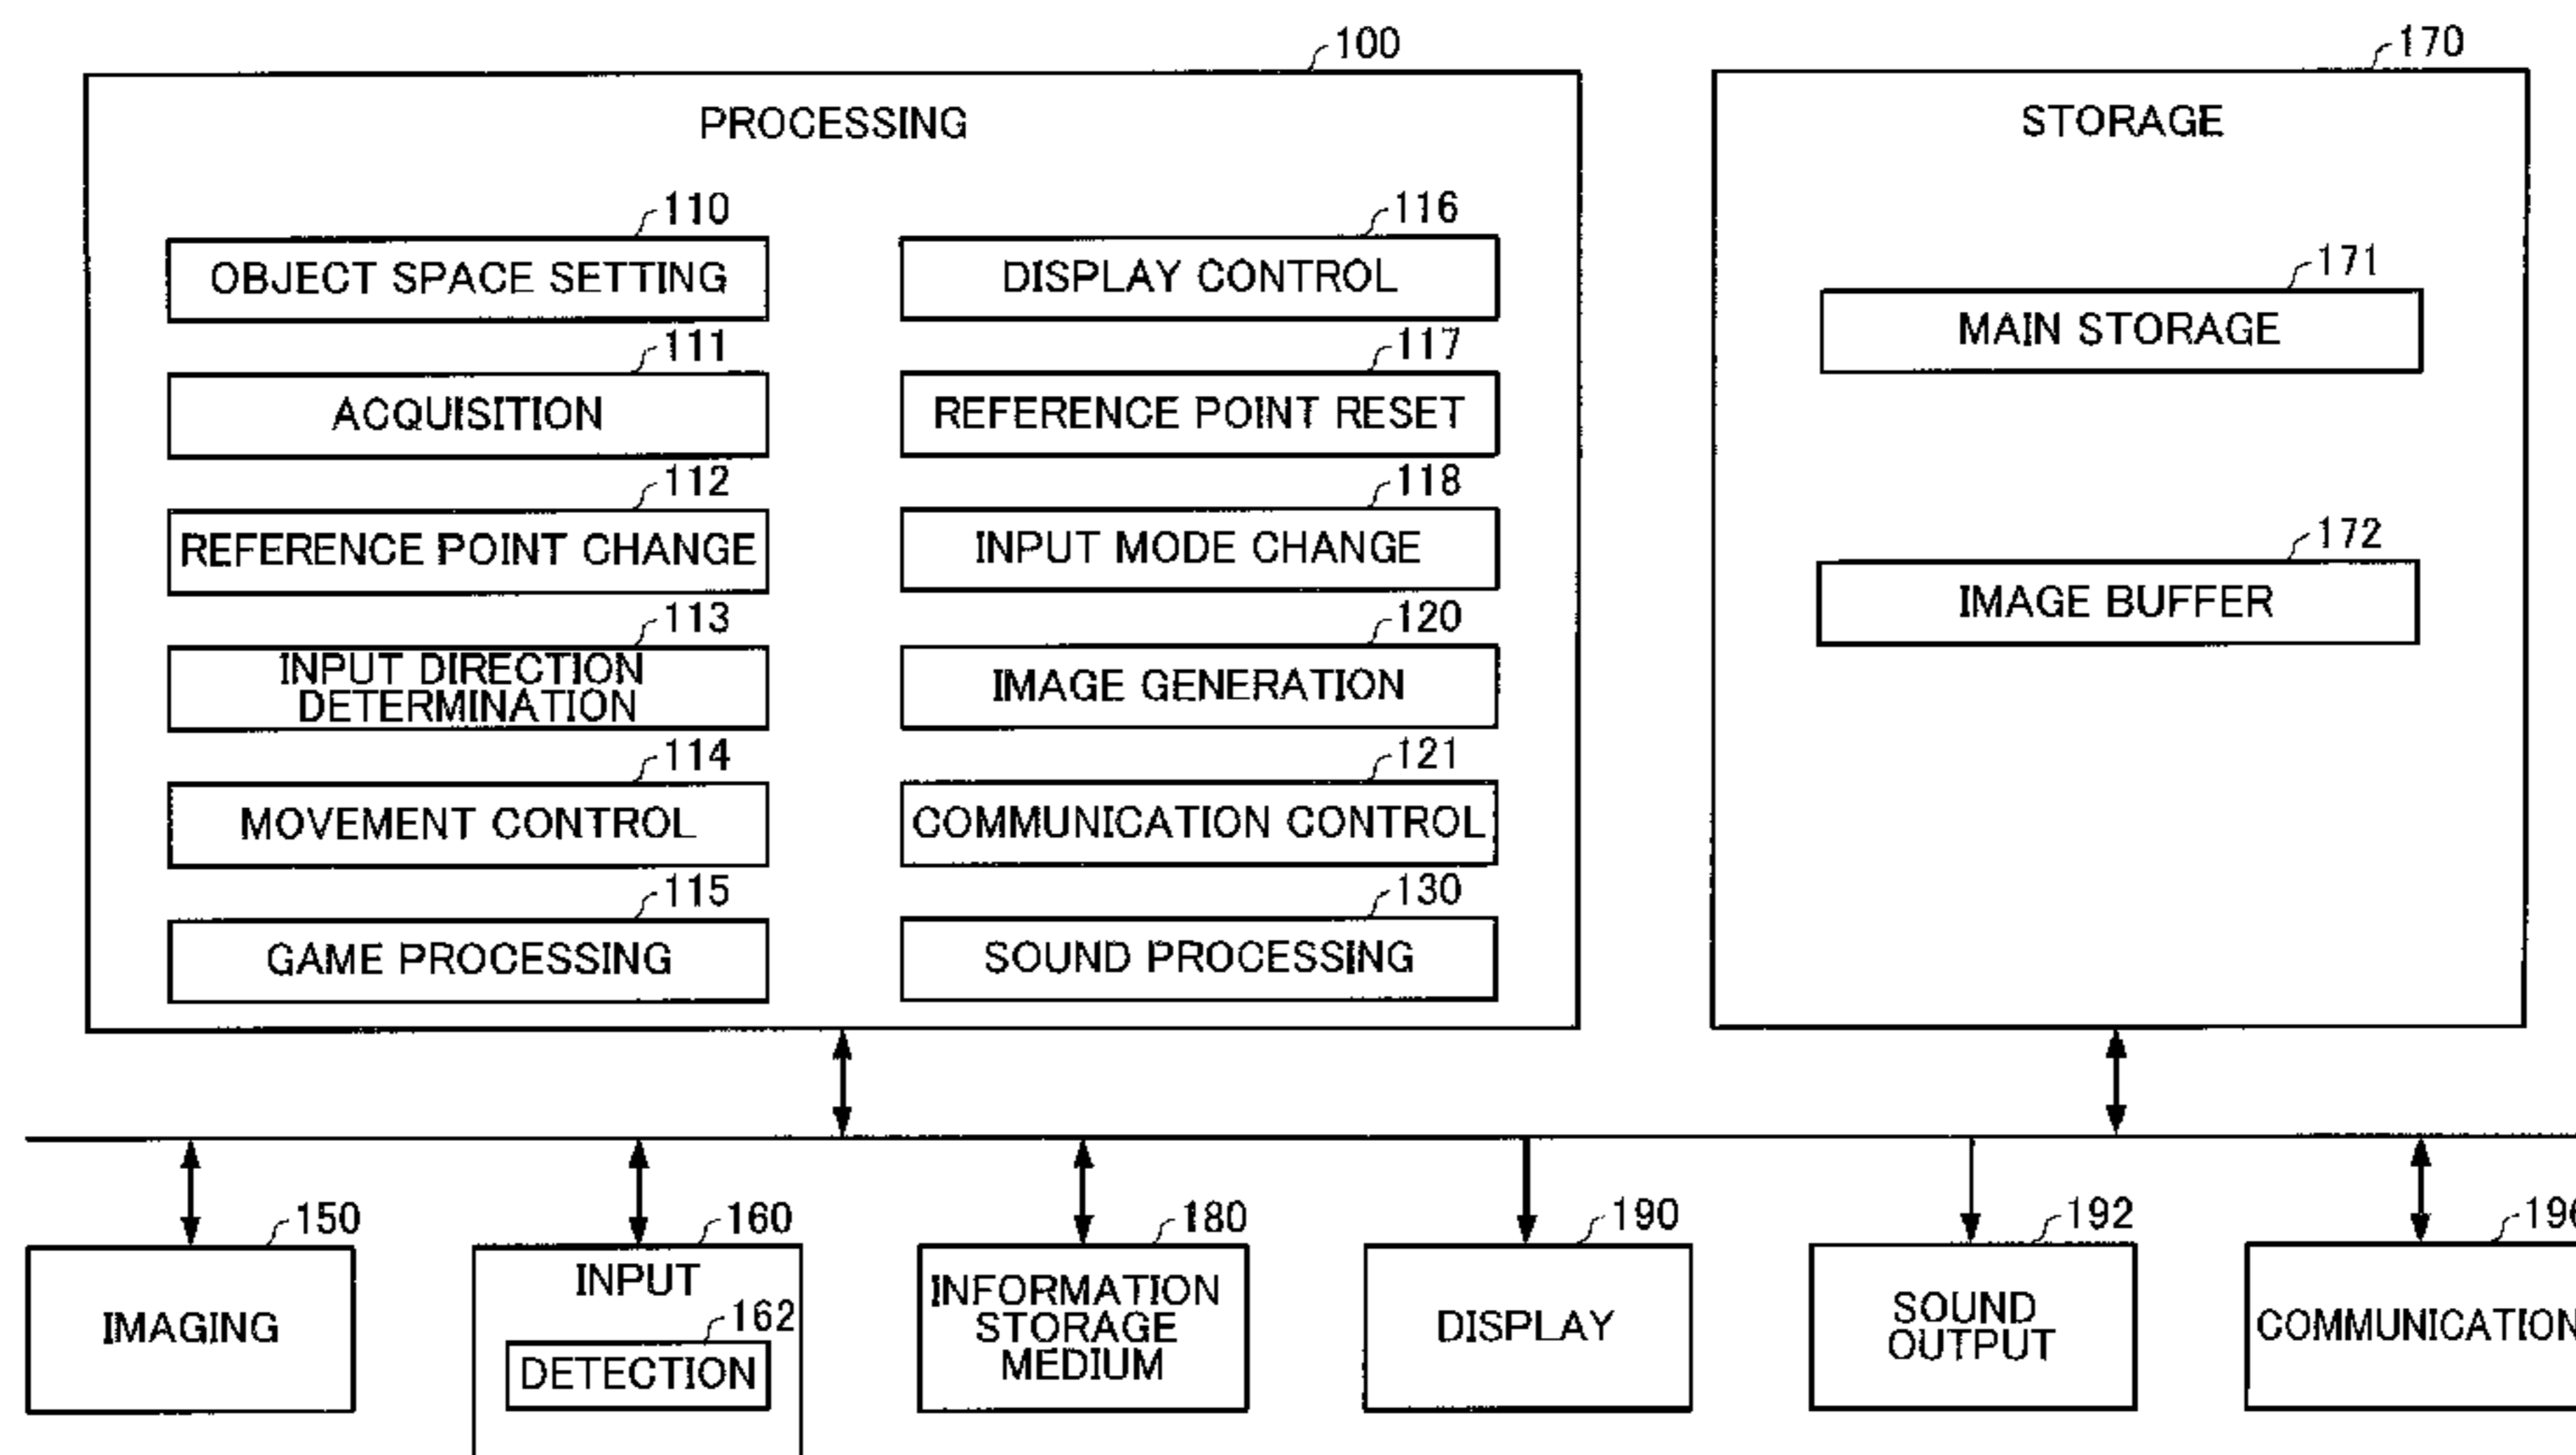 100
170
PROCESSING
STORAGE
110
116
OBJECT SPACE SETTING
DISPLAY CONTROL
171
MAIN STORAGE
111
117
ACQUISITION
REFERENCE POINT RESET
112
118
REFERENCE POINT CHANGE
INPUT MODE CHANGE
172
IMAGE BUFFER
113
120
INPUT DIRECTION
DETERMINATION
IMAGE GENERATION
114
121
MOVEMENT CONTROL
COMMUNICATION CONTROL
115
130
GAME PROCESSING
SOUND PROCESSING
150
160
180
190
192
IMAGING
INPUT
162
DETECTION
INFORMATION
STORAGE
MEDIUM
DISPLAY
SOUND
OUTPUT
COMMUNICATION